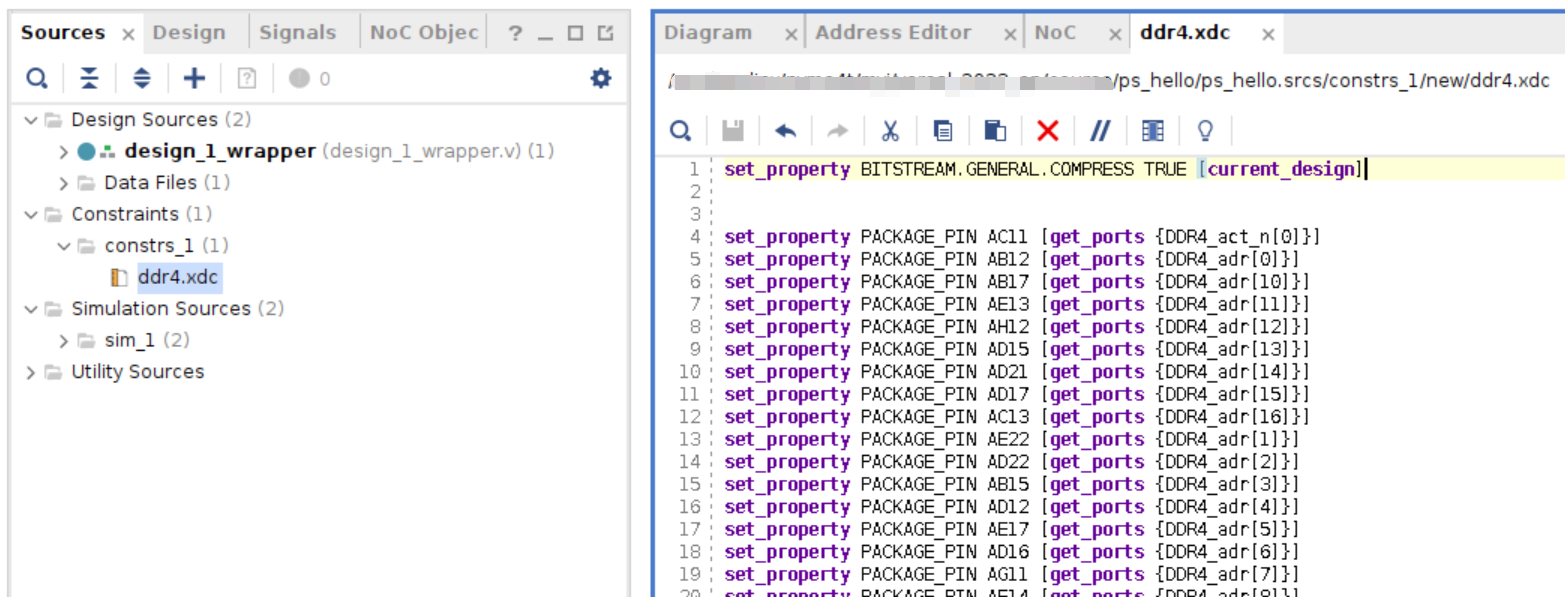 Sources × Design Signals NoC Objec ? _
0
Design Sources (2)
design_1_wrapper (design_1_wrapper.v) (1)
Data Files (1)
Constraints (1)
constrs_1 (1)
ddr4.xdc
Simulation Sources (2)
sim_1 (2)
Utility Sources
Diagram × Address Editor × NoC × ddr4.xdc ×
/ps_hello/ps_hello.srcs/constrs_1/new/ddr4.xdc
1 set_property BITSTREAM.GENERAL.COMPRESS TRUE [current_design]
2
3
4 set_property PACKAGE_PIN AC11 [get_ports {DDR4_act_n[0]}]
5 set_property PACKAGE_PIN AB12 [get_ports {DDR4_adr[0]}]
6 set_property PACKAGE_PIN AB17 [get_ports {DDR4_adr[10]}]
7 set_property PACKAGE_PIN AE13 [get_ports {DDR4_adr[11]}]
8 set_property PACKAGE_PIN AH12 [get_ports {DDR4_adr[12]}]
9 set_property PACKAGE_PIN AD15 [get_ports {DDR4_adr[13]}]
10 set_property PACKAGE_PIN AD21 [get_ports {DDR4_adr[14]}]
11 set_property PACKAGE_PIN AD17 [get_ports {DDR4_adr[15]}]
12 set_property PACKAGE_PIN AC13 [get_ports {DDR4_adr[16]}]
13 set_property PACKAGE_PIN AE22 [get_ports {DDR4_adr[1]}]
14 set_property PACKAGE_PIN AD22 [get_ports {DDR4_adr[2]}]
15 set_property PACKAGE_PIN AB15 [get_ports {DDR4_adr[3]}]
16 set_property PACKAGE_PIN AD12 [get_ports {DDR4_adr[4]}]
17 set_property PACKAGE_PIN AE17 [get_ports {DDR4_adr[5]}]
18 set_property PACKAGE_PIN AD16 [get_ports {DDR4_adr[6]}]
19 set_property PACKAGE_PIN AG11 [get_ports {DDR4_adr[7]}]
20 set_property PACKAGE_PIN AE14 [get_ports {DDR4_adr[8]}]